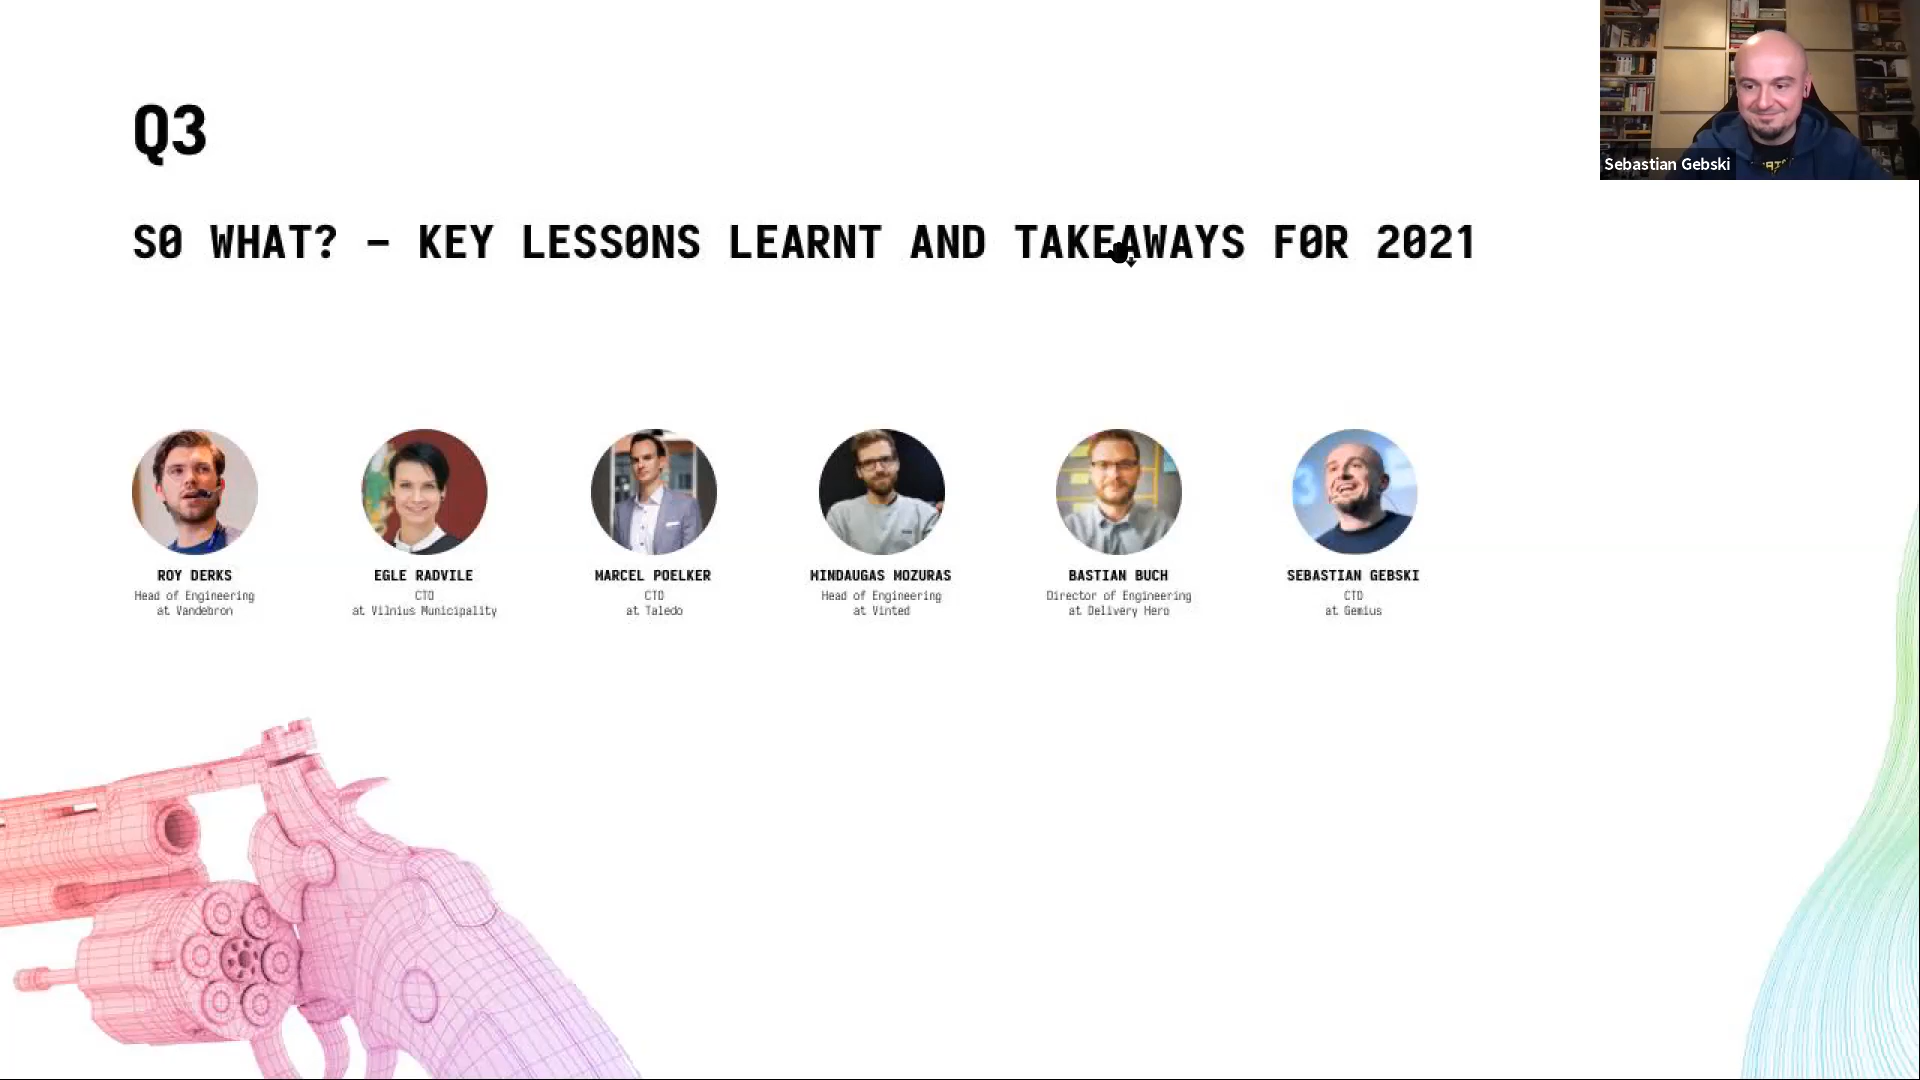 Q3
SO WHAT? – KEY LESSONS LEARNT AND TAKEAWAYS FOR 2021
Sebastian Gebski
ROY DERKS
Head of Engineering
at Vandebron
EGLE RADVILE
CTO
at Vilnius Municipality
MARCEL POELKER
CTO
at Taledo
MINDAUGAS MOZURAS
Head of Engineering
at Vinted
BASTIAN BUCH
Director of Engineering
at Delivery Hero
SEBASTIAN GEBSKI
CTO
at Gemius